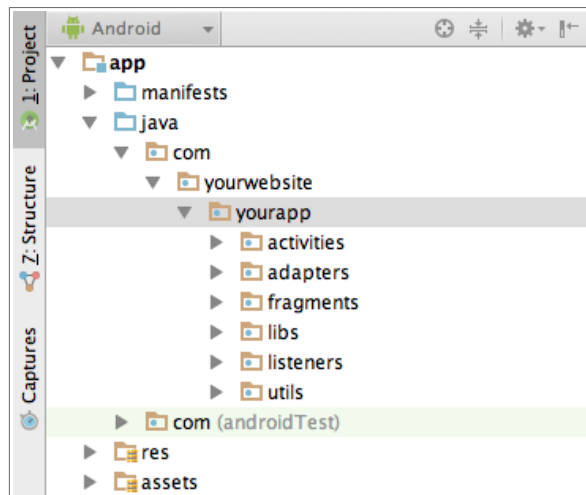 Android
1: Project
app
manifests
java
com
yourwebsite
yourapp
activities
adapters
fragments
libs
listeners
utils
com (androidTest)
res
assets
7: Structure
Captures